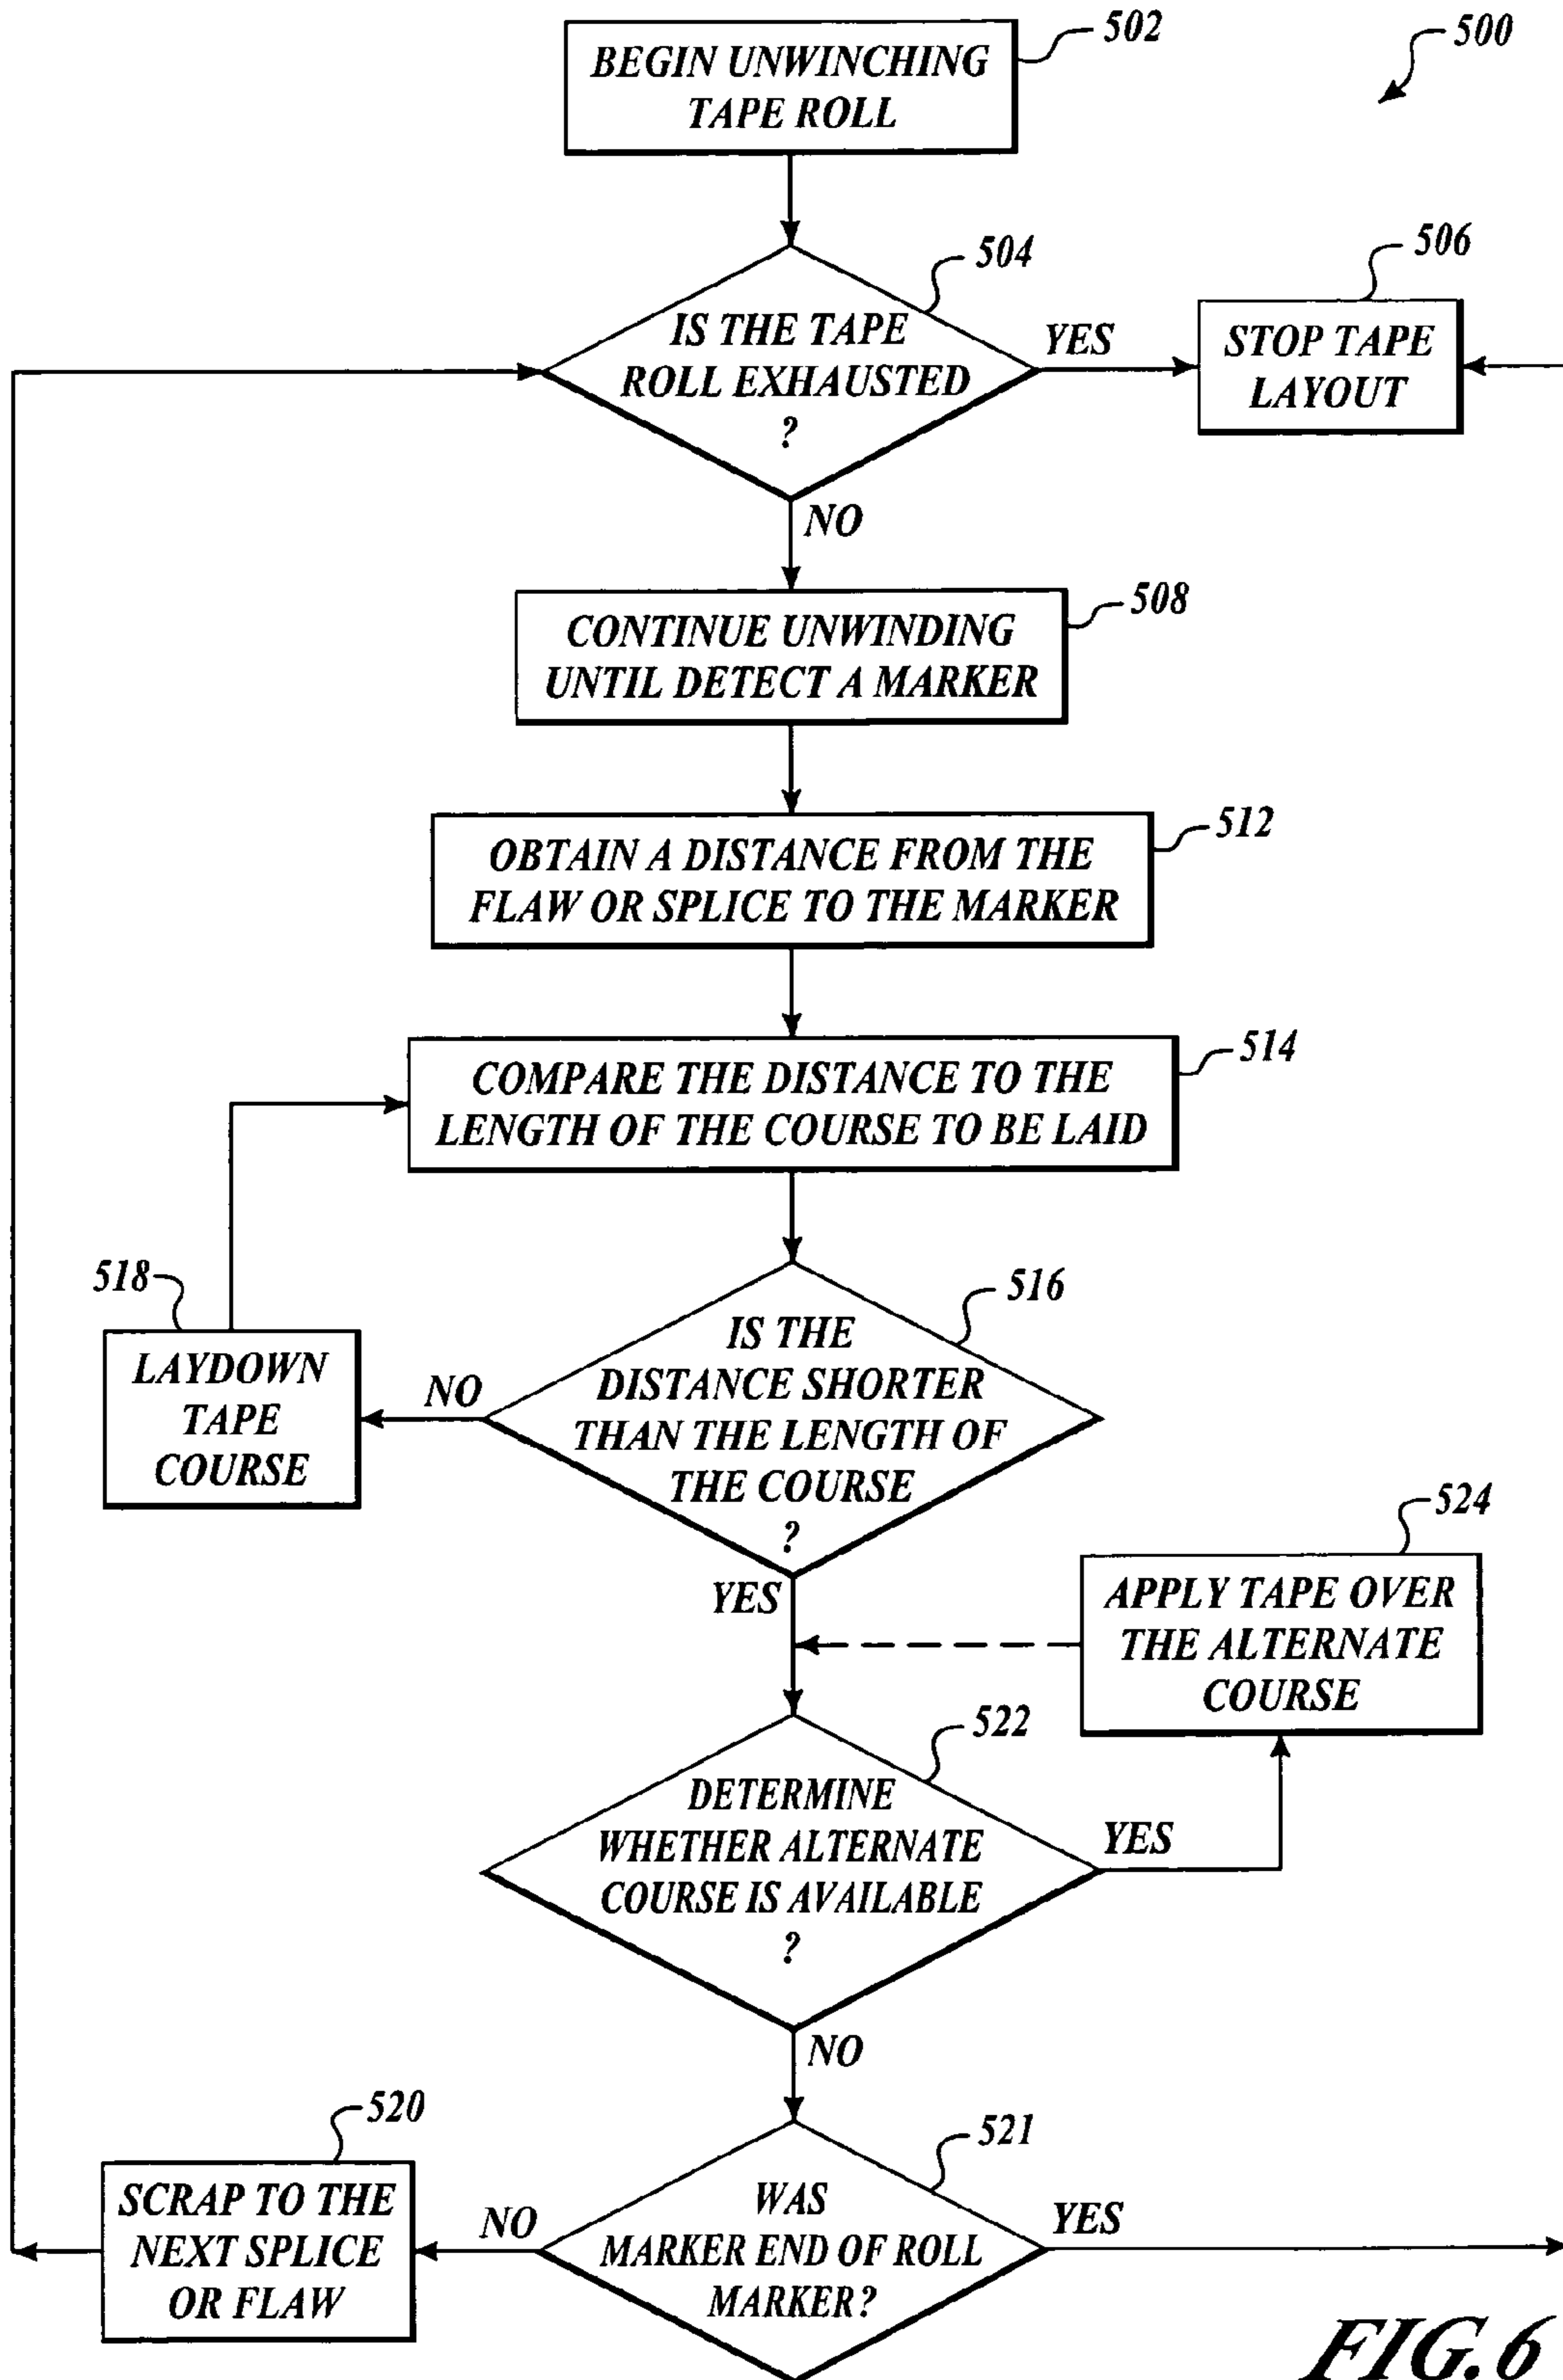 502
500
BEGIN UNWINCHING
TAPE ROLL
504
506
IS THE TAPE
ROLL EXHAUSTED
?
YES
STOP TAPE
LAYOUT
NO
508
CONTINUE UNWINDING
UNTIL DETECT A MARKER
512
OBTAIN A DISTANCE FROM THE
FLAW OR SPLICE TO THE MARKER
514
COMPARE THE DISTANCE TO THE
LENGTH OF THE COURSE TO BE LAID
518
516
LAYDOWN
TAPE
COURSE
NO
IS THE
DISTANCE SHORTER
THAN THE LENGTH OF
THE COURSE
?
YES
524
APPLY TAPE OVER
THE ALTERNATE
COURSE
522
DETERMINE
WHETHER ALTERNATE
COURSE IS AVAILABLE
?
YES
NO
520
521
SCRAP TO THE
NEXT SPLICE
OR FLAW
NO
WAS
MARKER END OF ROLL
MARKER?
YES
FIG.6